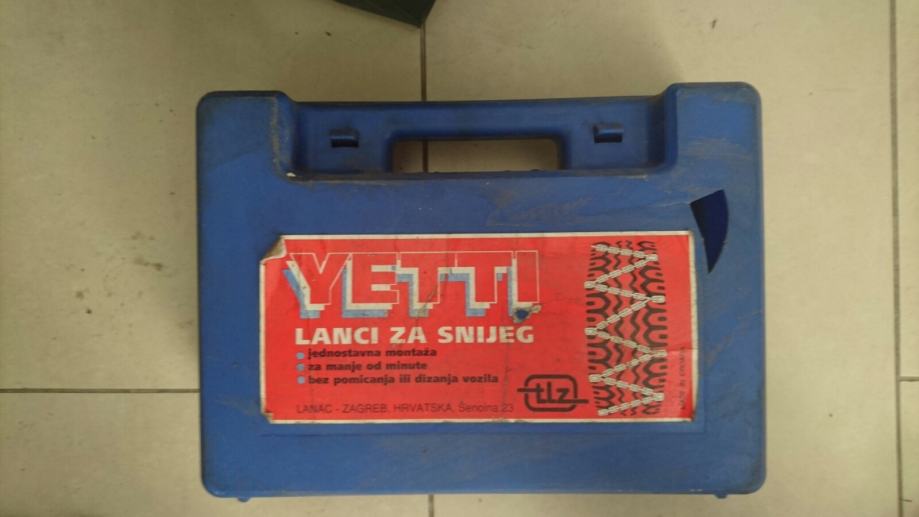 YETTI
LANCI ZA SNIJEG
jednostavna montaža
za manje od minute
bez pomicanja ili dizanja vozila
tlz
LANAC - ZAGREB, HRVATSKA, Šenoina 23